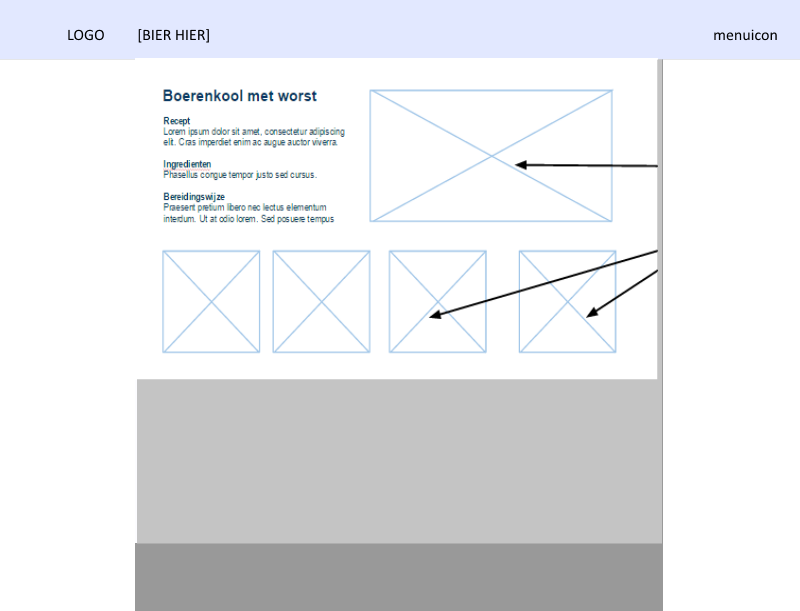 LOGO [BIER HIER] menuicon
Boerenkool met worst
Recept
Lorem ipsum dolor sit amet, consectetur adipiscing
elit. Cras imperdiet enim ac augue auctor viverra.
Ingredienten
Phasellus congue tempor justo sed cursus.
Bereidingswijze
Praesent pretium libero nec lectus elementum
interdum. Ut at odio lorem. Sed posuere tempus